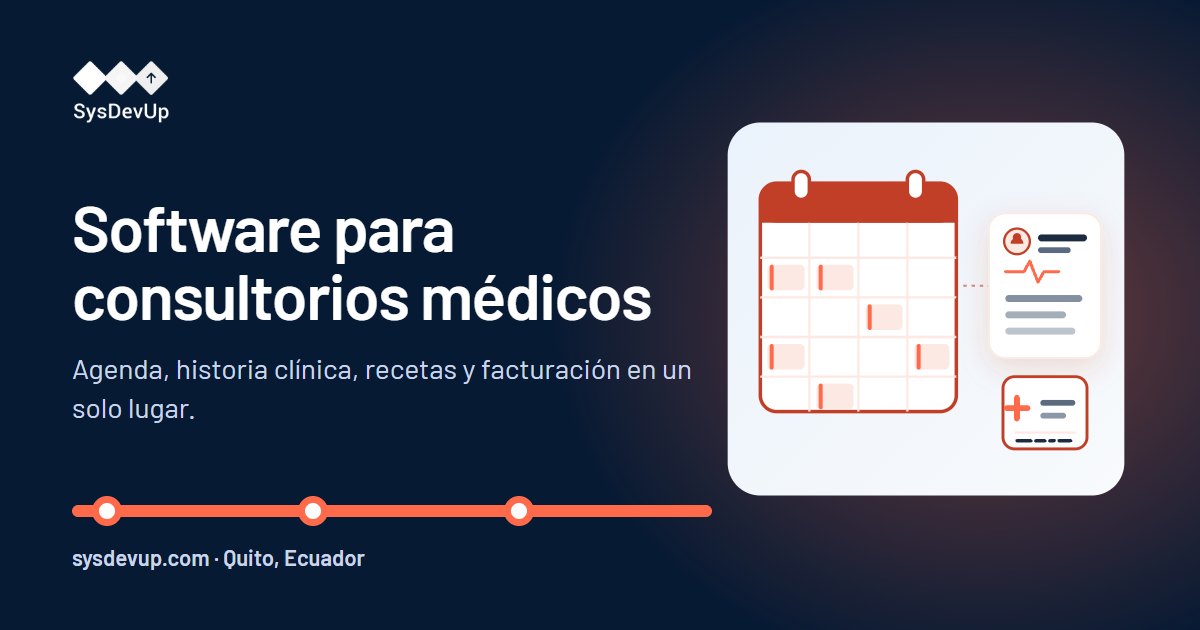 SysDevUp
Software para
consultorios médicos
Agenda, historia clínica, recetas y facturación en un
solo lugar.
sysdevup.com · Quito, Ecuador